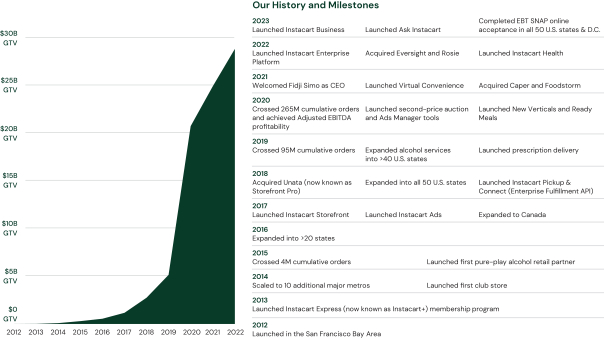 $30B
GTV
$25B
GTV
$20B
GTV
$15B
GTV
$10B
GTV
$5B
GTV
$0
GTV
2012 2013 2014 2015 2016 2017 2018 2019 2020 2021 2022
Our History and Milestones
2023
Launched Instacart Business
Launched Ask Instacart
Completed EBT SNAP online
acceptance in all 50 U.S. states & D.C.
2022
Launched Instacart Enterprise
Platform
Acquired Eversight and Rosie
Launched Instacart Health
2021
Welcomed Fidji Simo as CEO
Launched Virtual Convenience
Acquired Caper and Foodstorm
2020
Crossed 265M cumulative orders
and achieved Adjusted EBITDA
profitability
Launched second-price auction
and Ads Manager tools
Launched New Verticals and Ready
Meals
2019
Crossed 95M cumulative orders
Expanded alcohol services
into >40 U.S. states
Launched prescription delivery
2018
Acquired Unata (now known as
Storefront Pro)
Expanded into all 50 U.S. states
Launched Instacart Pickup &
Connect (Enterprise Fulfillment API)
2017
Launched Instacart Storefront
Launched Instacart Ads
Expanded to Canada
2016
Expanded into >20 states
2015
Crossed 4M cumulative orders
Launched first pure-play alcohol retail partner
2014
Scaled to 10 additional major metros
Launched first club store
2013
Launched Instacart Express (now known as Instacart+) membership program
2012
Launched in the San Francisco Bay Area